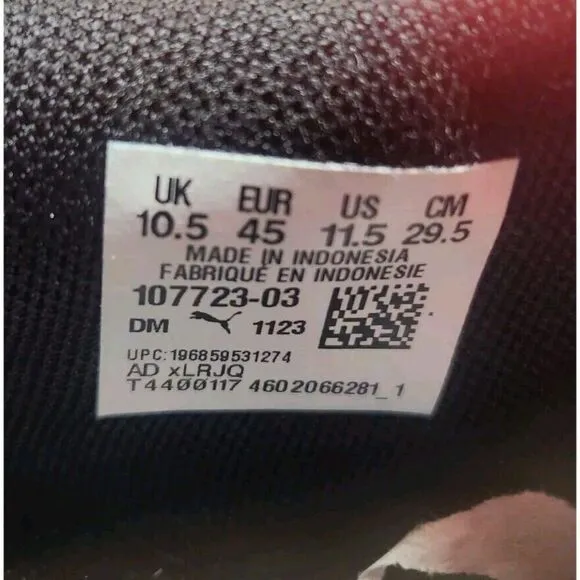 UK EUR US CM
10.5 45 11.5 29.5
MADE IN INDONESIA
FABRIQUÉ EN INDONESIE
107723-03
DM 1123
UPC:196859531274
AD xLRJQ
T4400117 4602066281_1